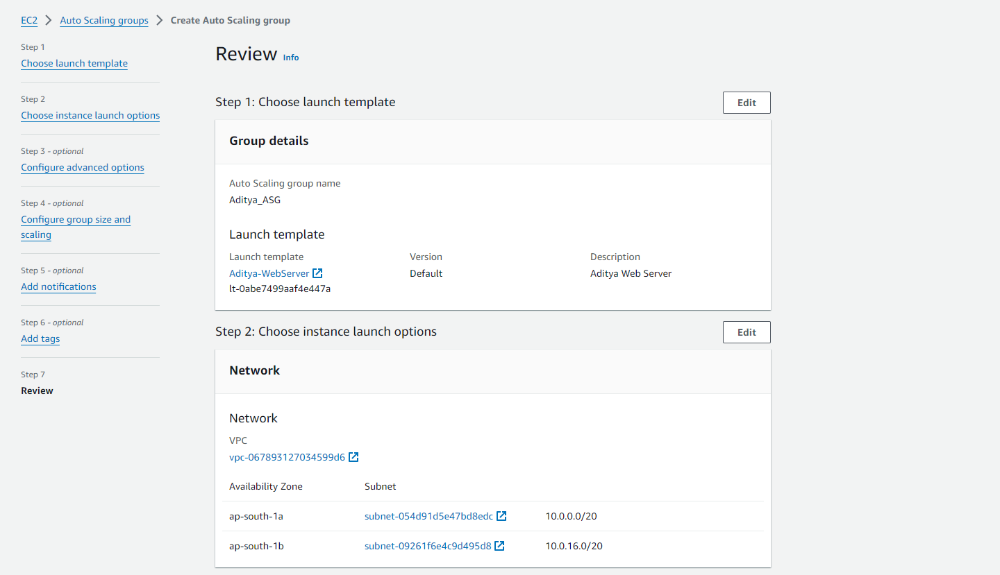 EC2 > Auto Scaling groups > Create Auto Scaling group
Step 1
Choose launch template
Step 2
Choose instance launch options
Step 3 - optional
Configure advanced options
Step 4 - optional
Configure group size and
scaling
Step 5 - optional
Add notifications
Step 6 - optional
Add tags
Step 7
Review
Review Info
Step 1: Choose launch template Edit
Group details
Auto Scaling group name
Aditya_ASG
Launch template
Launch template Version Description
Aditya-WebServer Default Aditya Web Server
lt-0abe7499aaf4e447a
Step 2: Choose instance launch options Edit
Network
Network
VPC
vpc-067893127034599d6
Availability Zone Subnet
ap-south-1a subnet-054d91d5e47bd8edc 10.0.0.0/20
ap-south-1b subnet-09261f6e4c9d495d8 10.0.16.0/20